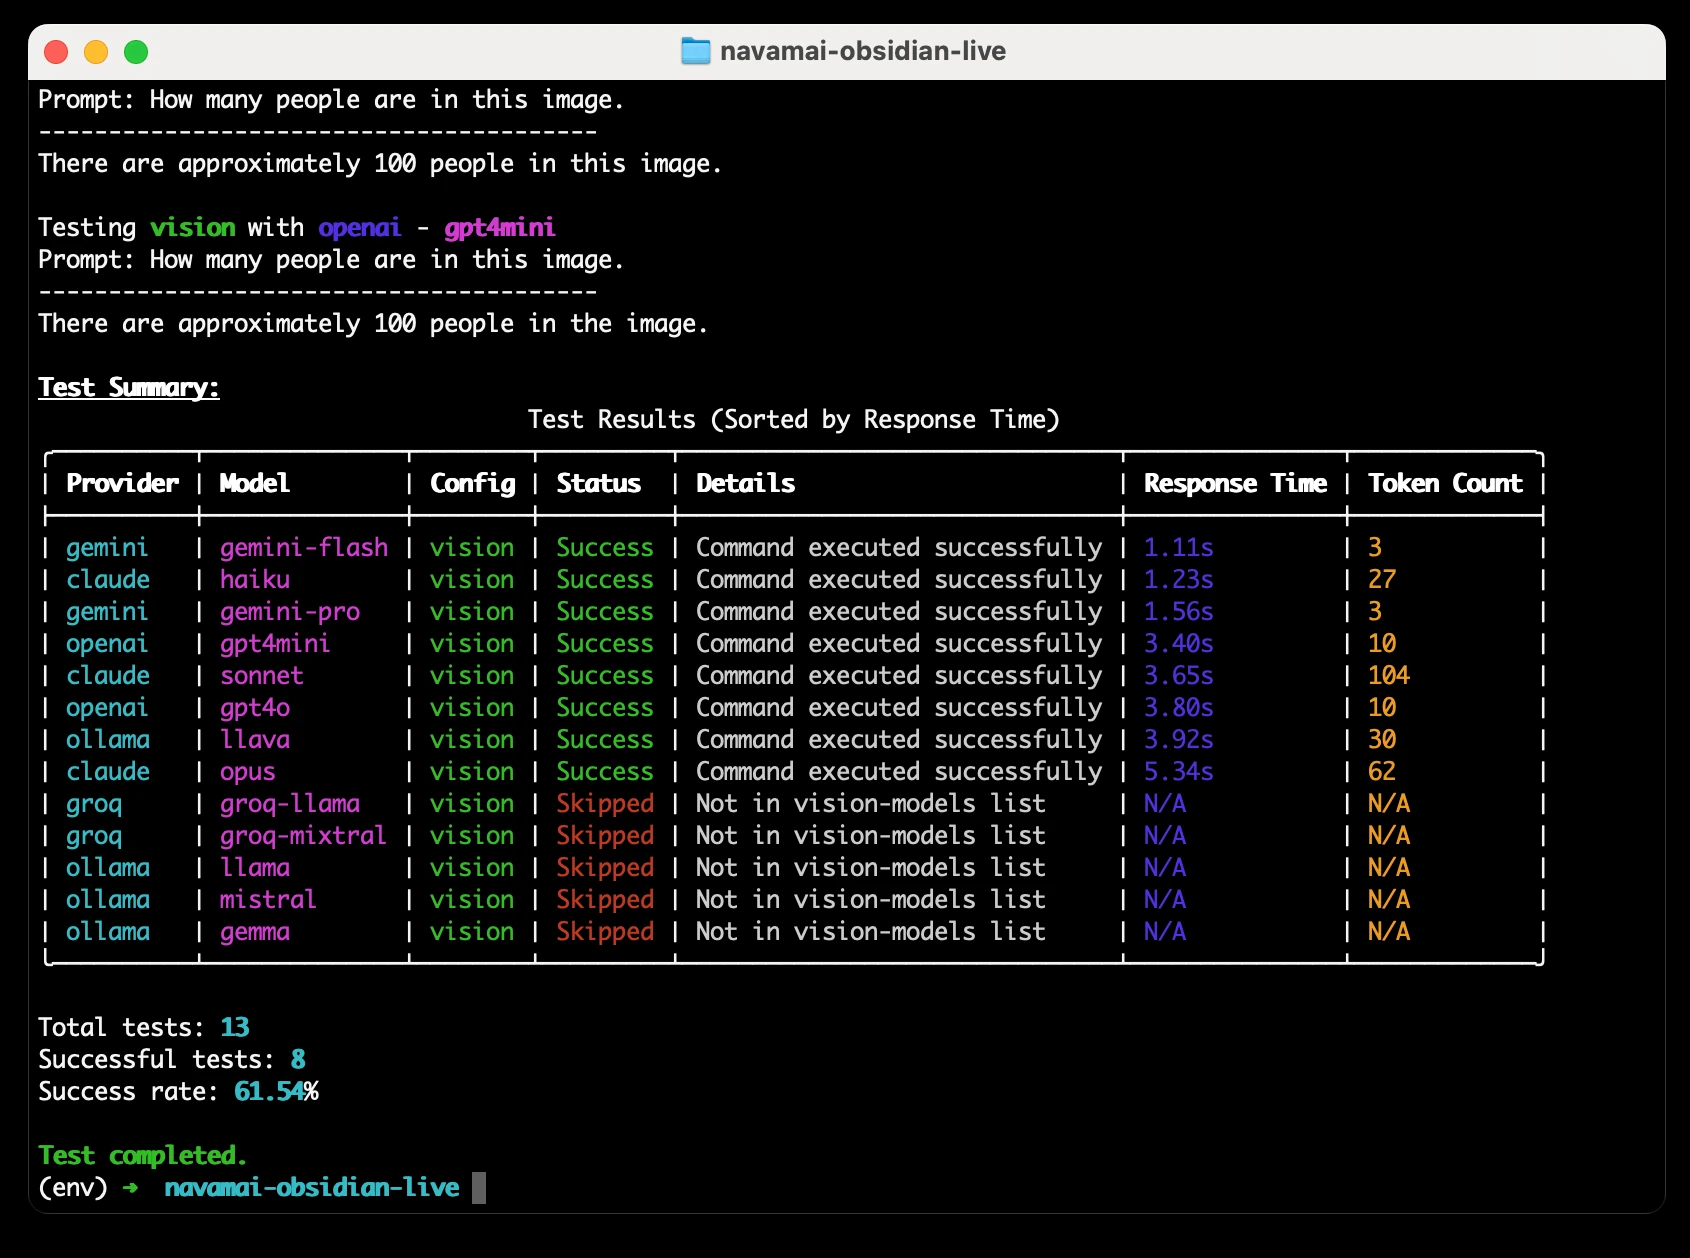 navamai-obsidian-live
Prompt: How many people are in this image.
----------------------------------------
There are approximately 100 people in this image.
Testing vision with openai - gpt4mini
Prompt: How many people are in this image.
----------------------------------------
There are approximately 100 people in the image.
Test Summary:
Test Results (Sorted by Response Time)
Provider | Model | Config | Status | Details | Response Time | Token Count
gemini | gemini-flash | vision | Success | Command executed successfully | 1.11s | 3
claude | haiku | vision | Success | Command executed successfully | 1.23s | 27
gemini | gemini-pro | vision | Success | Command executed successfully | 1.56s | 3
openai | gpt4mini | vision | Success | Command executed successfully | 3.40s | 10
claude | sonnet | vision | Success | Command executed successfully | 3.65s | 104
openai | gpt4o | vision | Success | Command executed successfully | 3.80s | 10
ollama | llava | vision | Success | Command executed successfully | 3.92s | 30
claude | opus | vision | Success | Command executed successfully | 5.34s | 62
groq | groq-llama | vision | Skipped | Not in vision-models list | N/A | N/A
groq | groq-mixtral | vision | Skipped | Not in vision-models list | N/A | N/A
ollama | llama | vision | Skipped | Not in vision-models list | N/A | N/A
ollama | mistral | vision | Skipped | Not in vision-models list | N/A | N/A
ollama | gemma | vision | Skipped | Not in vision-models list | N/A | N/A
Total tests: 13
Successful tests: 8
Success rate: 61.54%
Test completed.
(env) ➜ navamai-obsidian-live